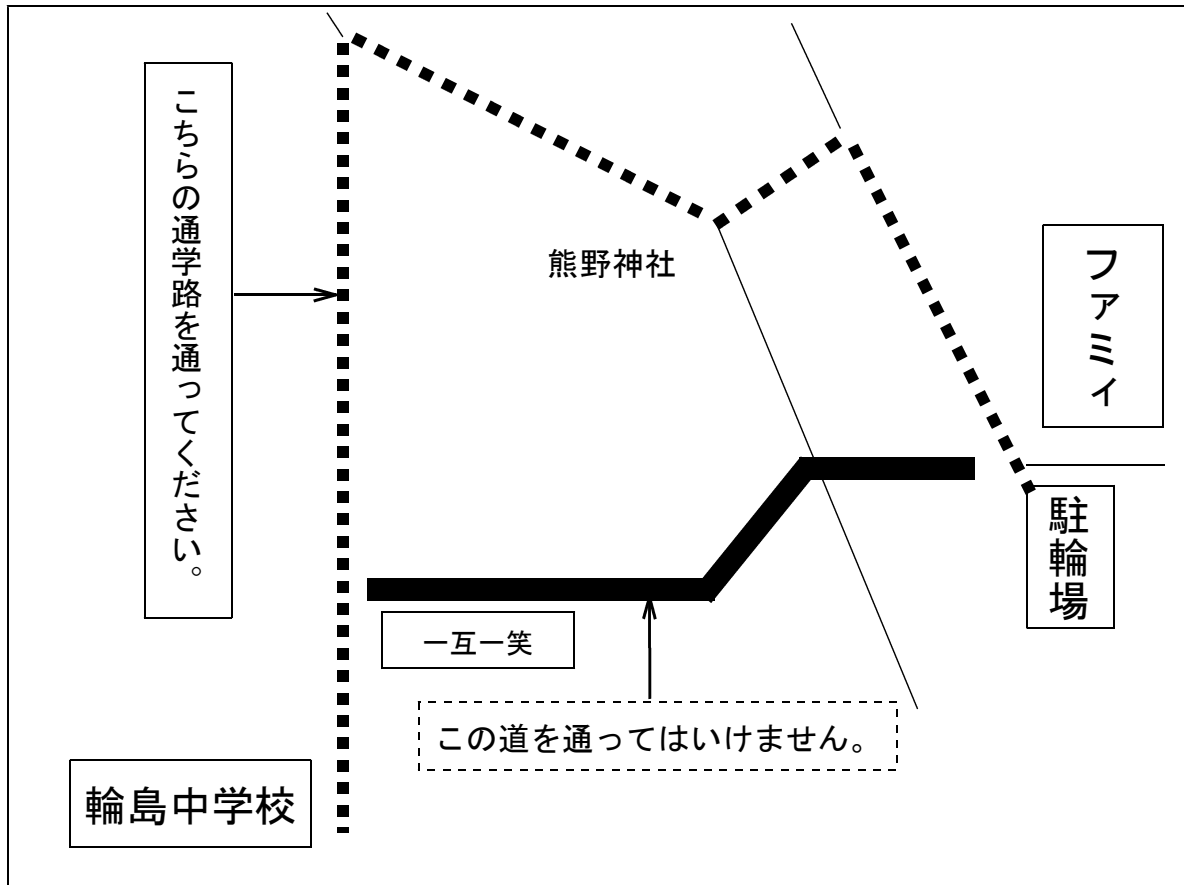 こちらの通学路を通ってください。
熊野神社
ファミィ
駐輪場
一互一笑
この道を通ってはいけません。
輪島中学校